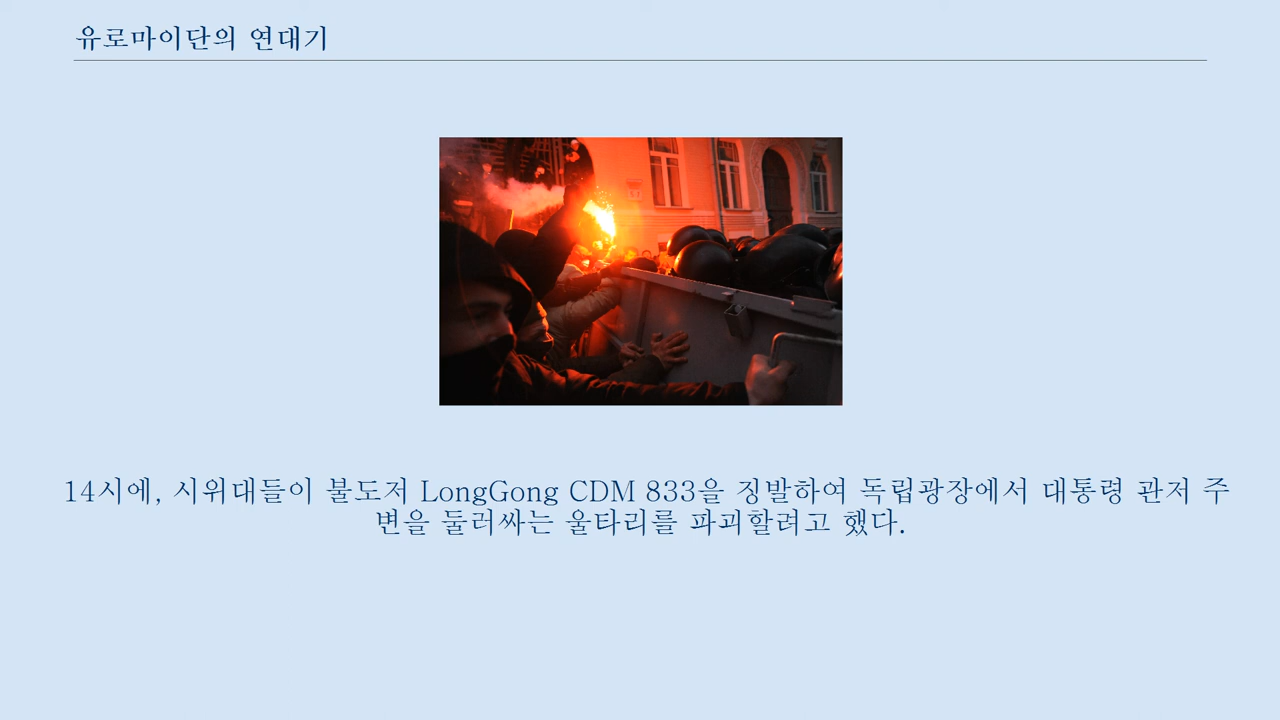 유로마이단의 연대기
14시에, 시위대들이 불도저 LongGong CDM 833을 징발하여 독립광장에서 대통령 관저 주
변을 둘러싸는 울타리를 파괴할려고 했다.